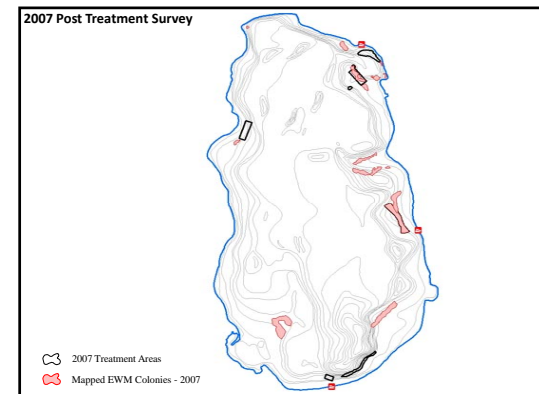 2007 Post Treatment Survey
2007 Treatment Areas
Mapped EWM Colonies - 2007